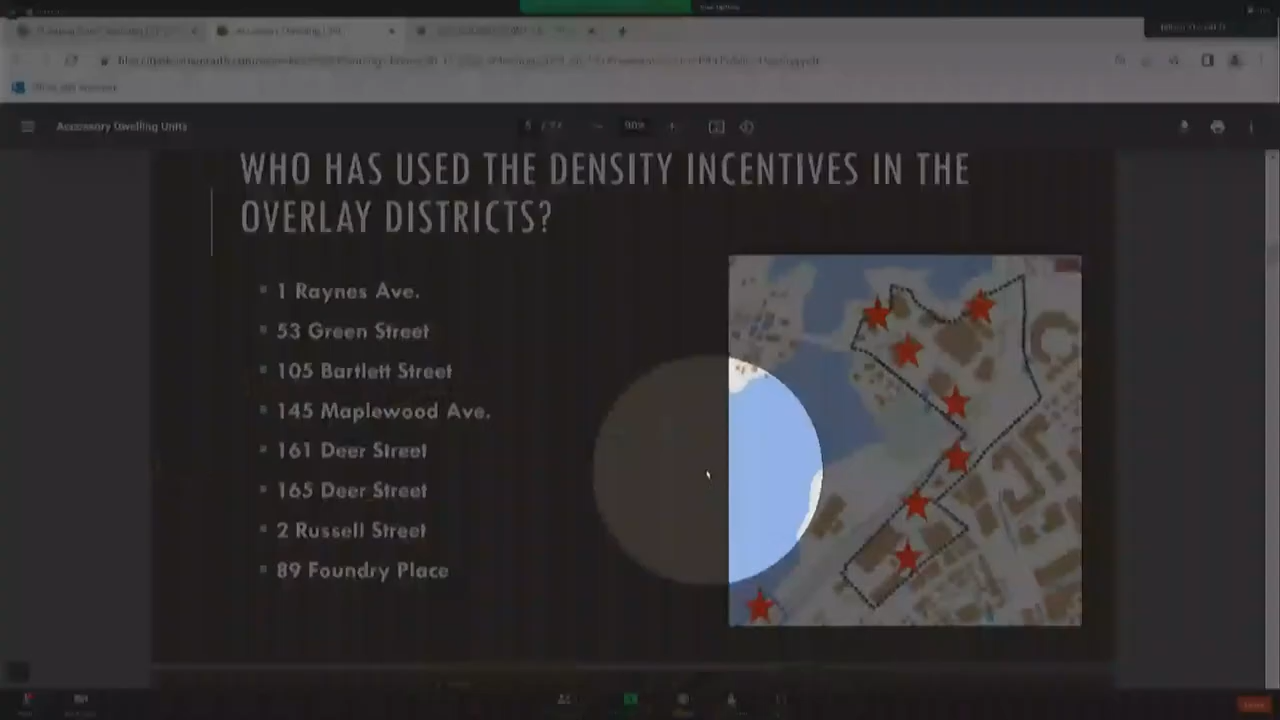 Accessory Dwelling Units
90%
WHO HAS USED THE DENSITY INCENTIVES IN THE
OVERLAY DISTRICTS?
▪ 1 Raynes Ave.
▪ 53 Green Street
▪ 105 Bartlett Street
▪ 145 Maplewood Ave.
▪ 161 Deer Street
▪ 165 Deer Street
▪ 2 Russell Street
▪ 89 Foundry Place